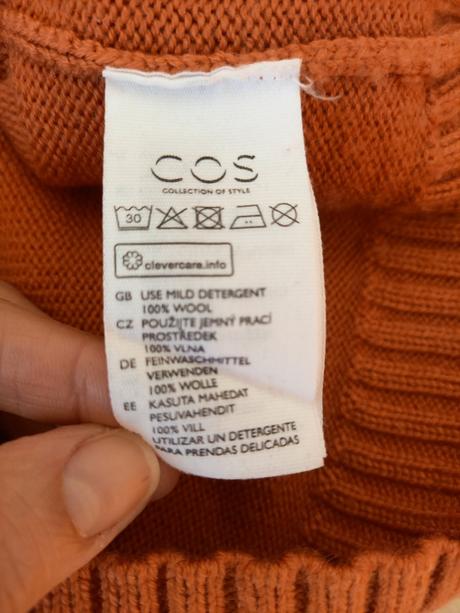 COS
COLLECTION OF STYLE
30
clevercare.info
GB USE MILD DETERGENT
100% WOOL
CZ POUŽIJTE JEMNÝ PRACÍ
PROSTŘEDEK
100% VLNA
DE FEINWASCHMITTEL
VERWENDEN
100% WOLLE
EE KASUTA MAHEDAT
PESUVAHENDIT
100% VILL
UTILIZAR UN DETERGENTE
PARA PRENDAS DELICADAS